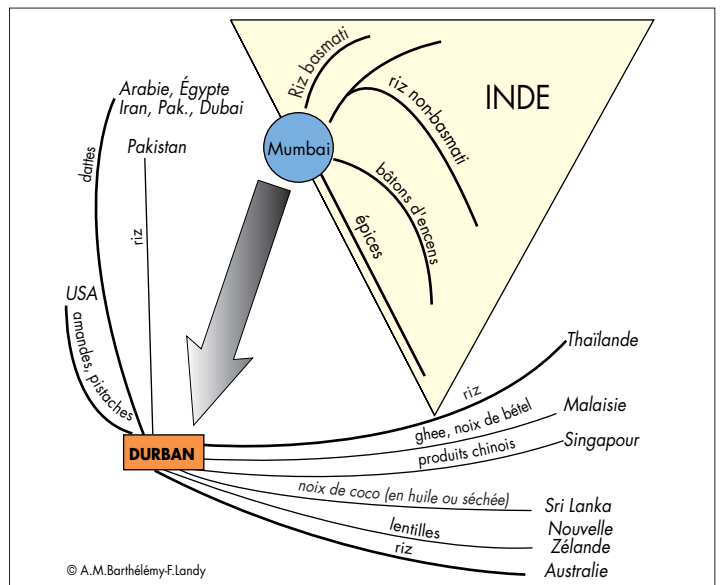 Arabie, Égypte
Iran, Pak., Dubai
Pakistan
dattes
riz
USA
amandes, pistaches
Riz basmati
riz non-basmati
INDE
Mumbai
bâtons d'encens
épices
Thaïlande
riz
ghee, noix de bétel
Malaisie
produits chinois
Singapour
DURBAN
noix de coco (en huile ou séchée)
Sri Lanka
lentilles
Nouvelle
Zélande
riz
Australie
© A.M.Barthélémy-F.Landy